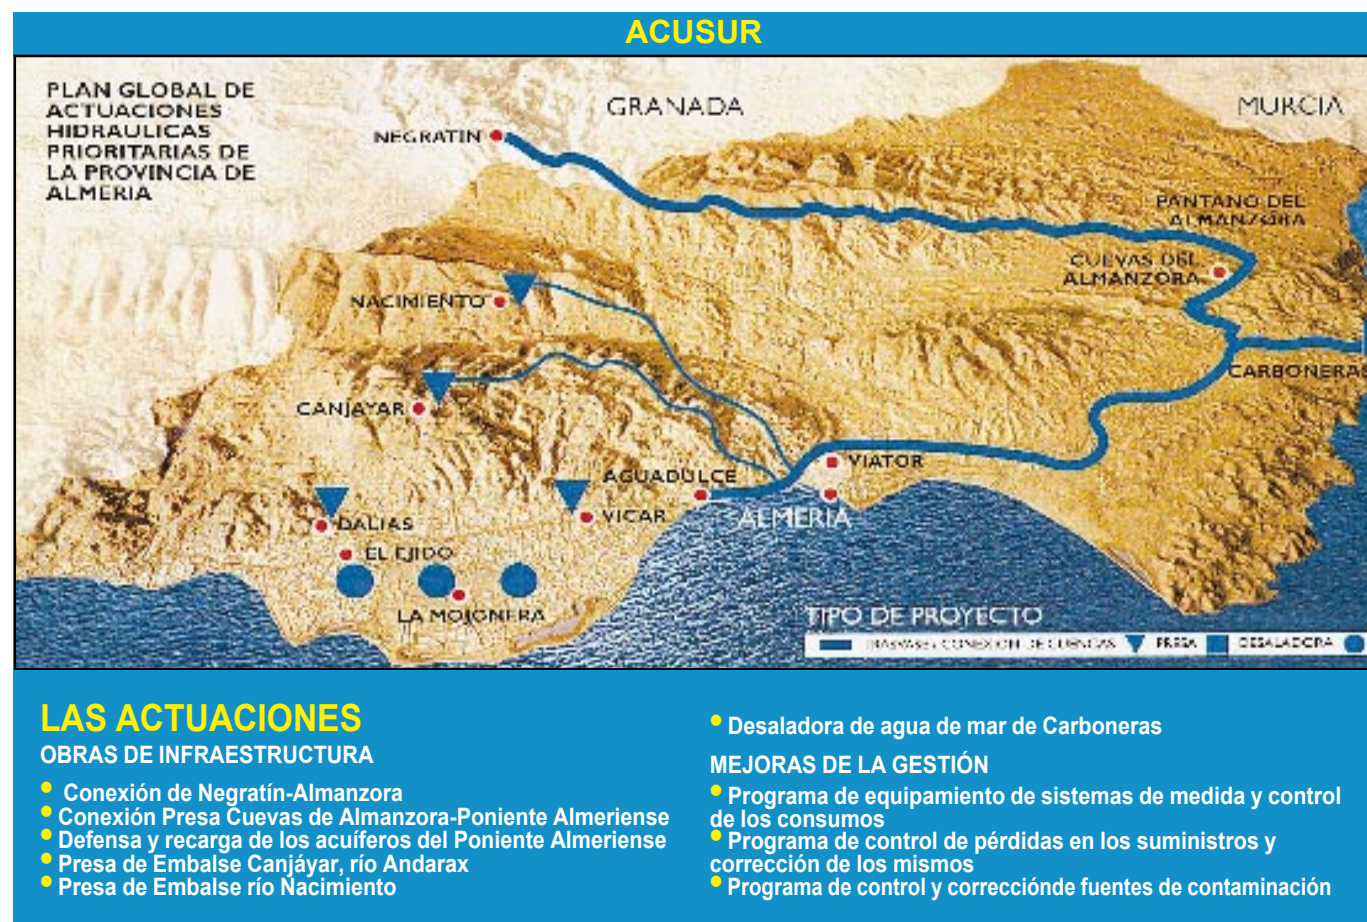 ACUSUR
PLAN GLOBAL DE
ACTUACIONES
HIDRAULICAS
PRIORITARIAS DE
LA PROVINCIA DE
ALMERIA
GRANADA
MURCIA
NEGRATIN
PANTANO DEL
ALMANZORA
CUEVAS DEL
ALMANZORA
NACIMIENTO
CARBONERAS
CANJAYAR
AGUADULCE
VIATOR
DALIAS
VICAR
ALMERIA
EL EJIDO
LA MOJONERA
TIPO DE PROYECTO
TRASVASE / CONEXION DE CUENCAS PRESA DESALADORA
LAS ACTUACIONES
OBRAS DE INFRAESTRUCTURA
• Conexión de Negratín-Almanzora
• Conexión Presa Cuevas de Almanzora-Poniente Almeriense
• Defensa y recarga de los acuíferos del Poniente Almeriense
• Presa de Embalse Canjáyar, río Andarax
• Presa de Embalse río Nacimiento
• Desaladora de agua de mar de Carboneras
MEJORAS DE LA GESTIÓN
• Programa de equipamiento de sistemas de medida y control
de los consumos
• Programa de control de pérdidas en los suministros y
corrección de los mismos
• Programa de control y correcciónde fuentes de contaminación